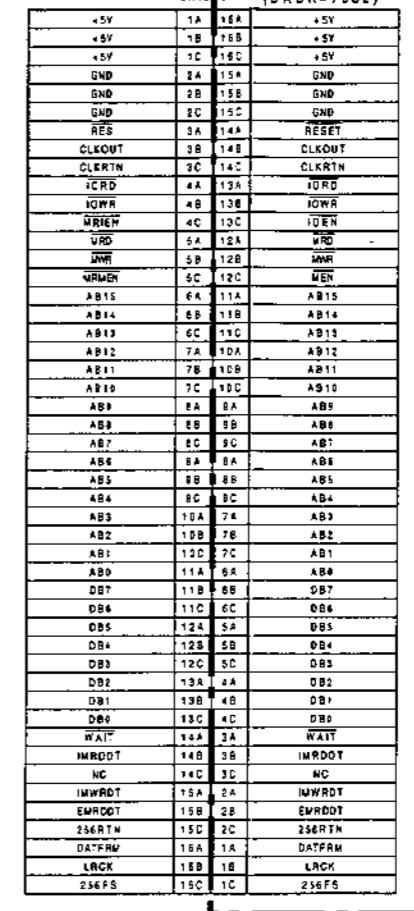 +5V 1A 16A +5V
+5V 1B 16B +5V
+5V 1C 16C +5V
GND 2A 15A GND
GND 2B 15B GND
GND 2C 15C GND
RES 3A 14A RESET
CLKOUT 3B 14B CLKOUT
CLKRTN 3C 14C CLKRTN
IORD 4A 13A IORD
IOWR 4B 13B IOWR
MRIEN 4C 13C IOEN
MRD 5A 12A MRD
MWR 5B 12B MWR
MRMEN 5C 12C MEN
AB15 6A 11A AB15
AB14 6B 11B AB14
AB13 6C 11C AB13
AB12 7A 10A AB12
AB11 7B 10B AB11
AB10 7C 10C AB10
AB9 8A 9A AB9
AB8 8B 9B AB8
AB7 8C 9C AB7
AB6 9A 8A AB6
AB5 9B 8B AB5
AB4 9C 8C AB4
AB3 10A 7A AB3
AB2 10B 7B AB2
AB1 10C 7C AB1
AB0 11A 6A AB0
DB7 11B 6B DB7
DB6 11C 6C DB6
DB5 12A 5A DB5
DB4 12B 5B DB4
DB3 12C 5C DB3
DB2 13A 4A DB2
DB1 13B 4B DB1
DB0 13C 4C DB0
WAIT 14A 3A WAIT
IMRDDT 14B 3B IMRDDT
NC 14C 3C NC
IMWRDT 15A 2A IMWRDT
EMRDDT 15B 2B EMRDDT
256RTN 15C 2C 256RTN
DATFRM 16A 1A DATFRM
LRCK 16B 1B LRCK
256FS 16C 1C 256FS